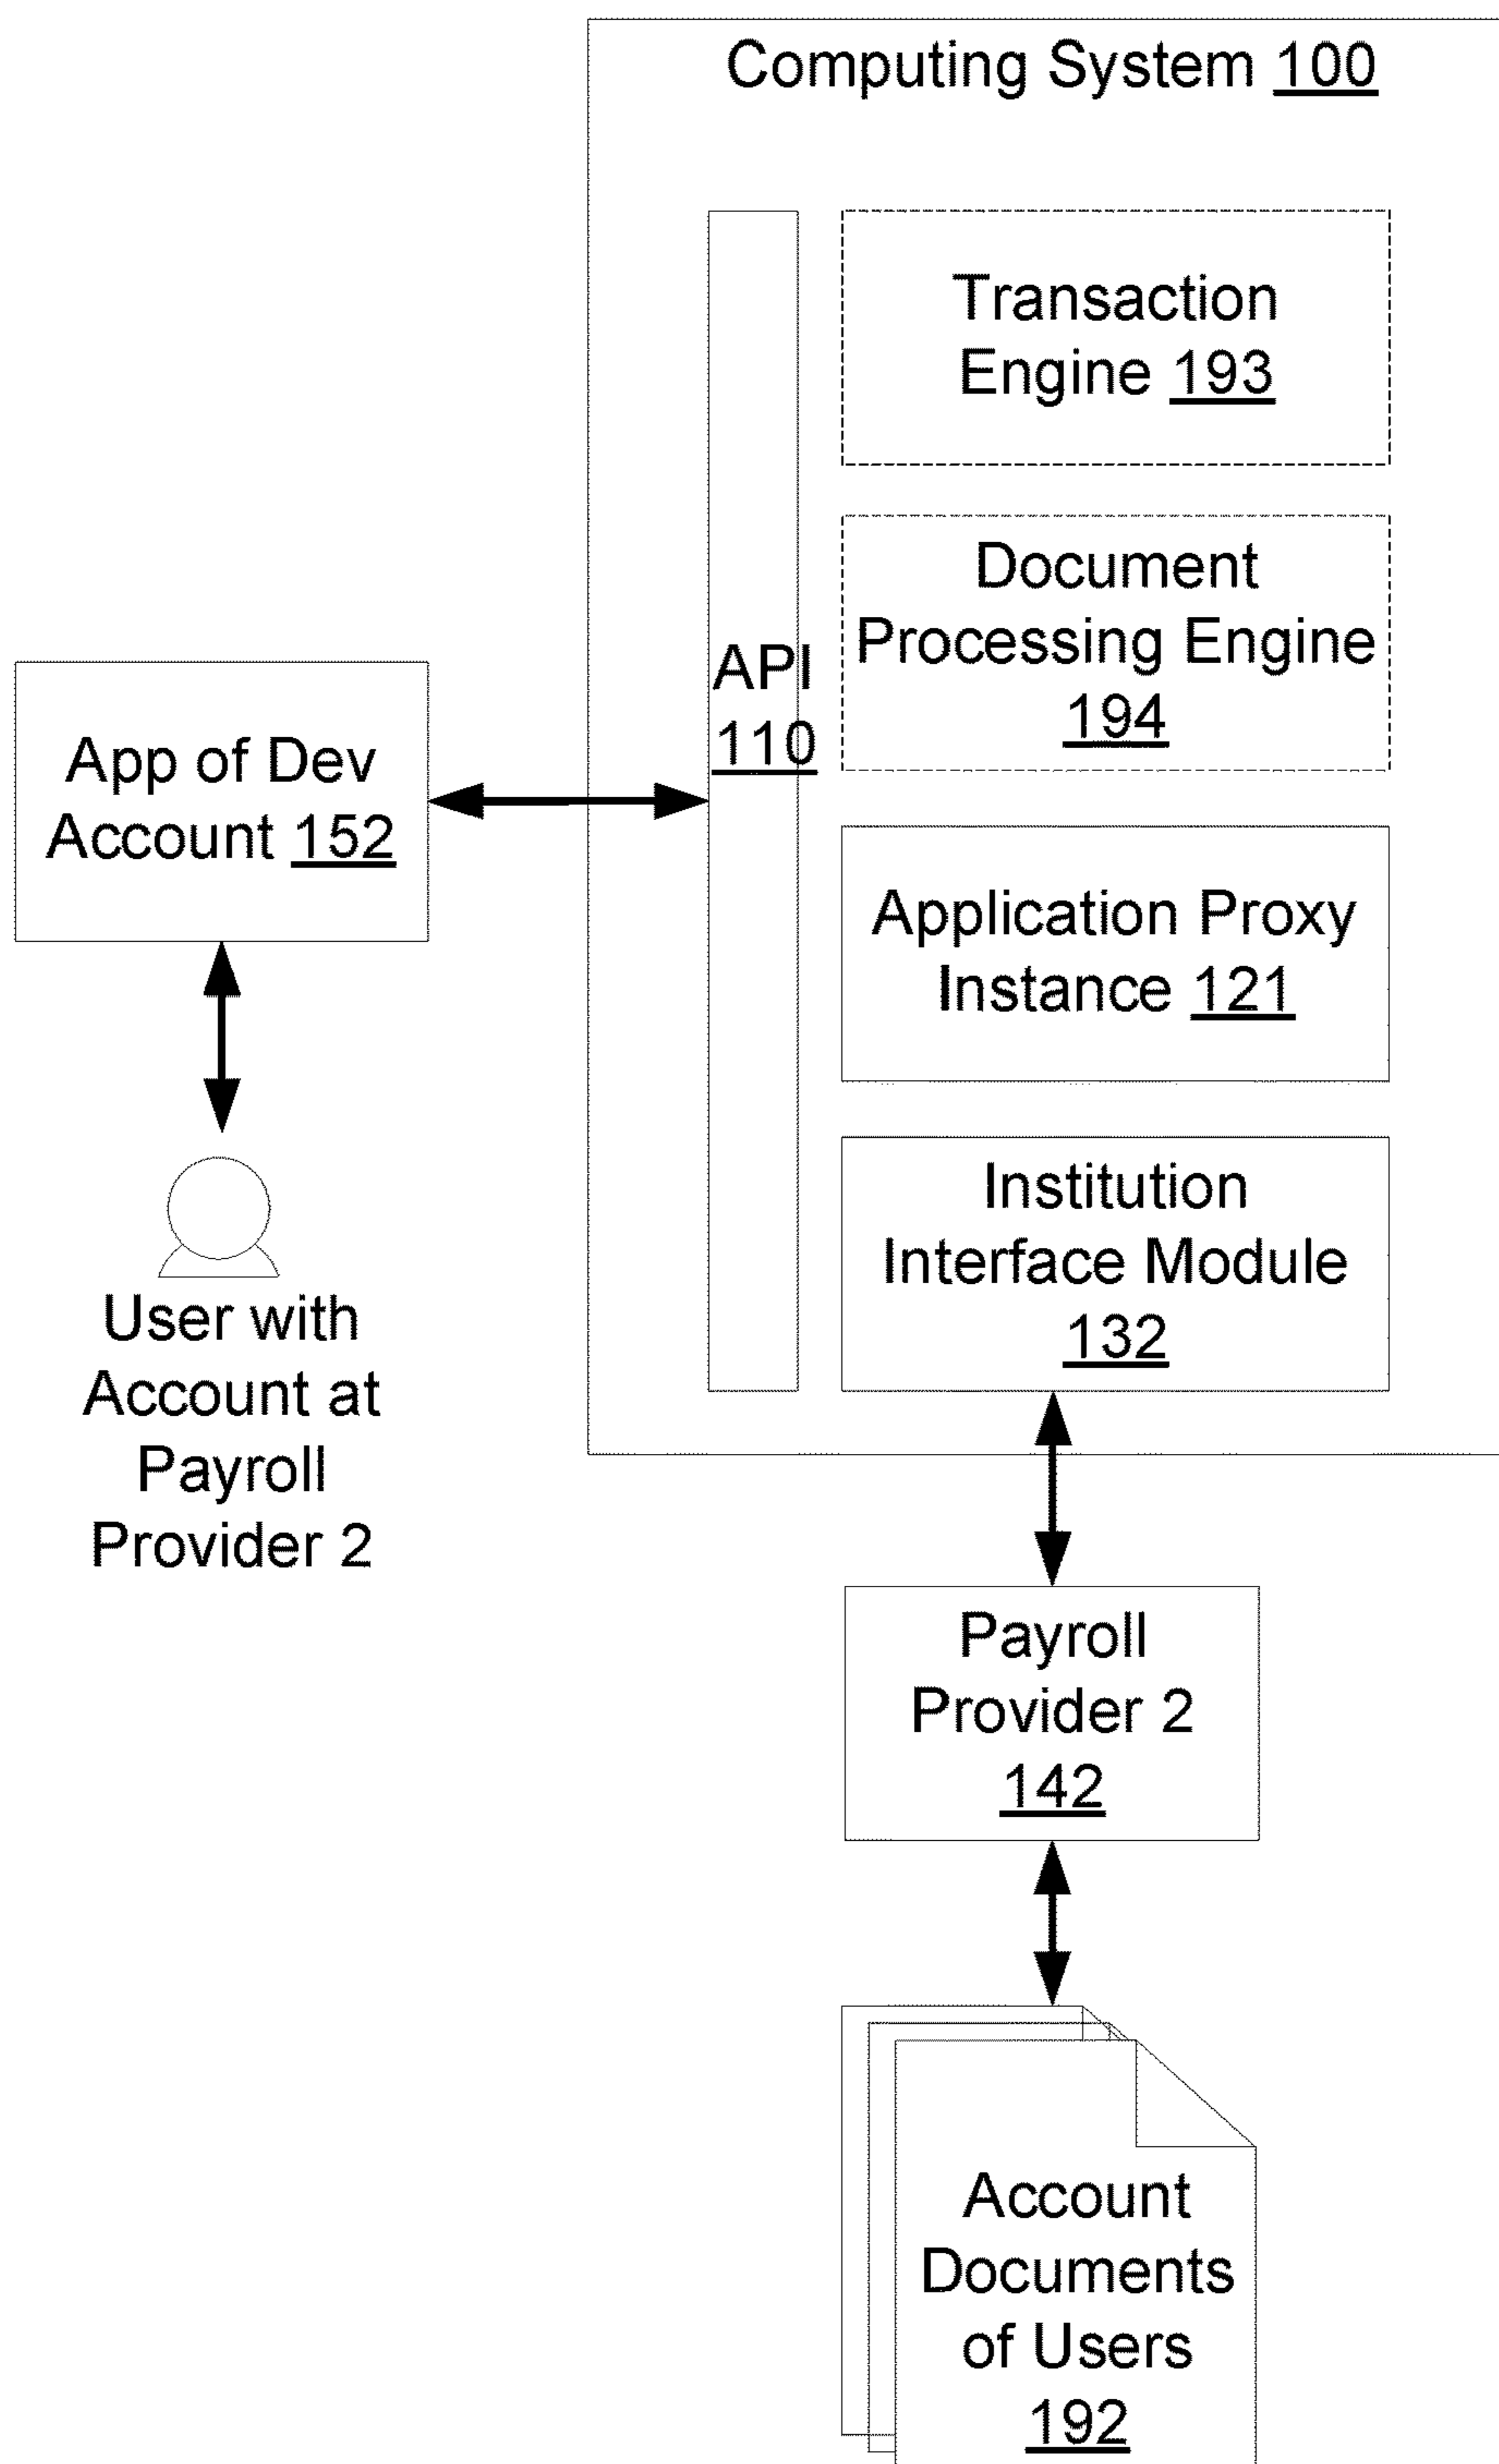 Computing System 100
Transaction
Engine 193
Document
Processing Engine
194
API
110
App of Dev
Account 152
Application Proxy
Instance 121
Institution
Interface Module
132
User with
Account at
Payroll
Provider 2
Payroll
Provider 2
142
Account
Documents
of Users
192